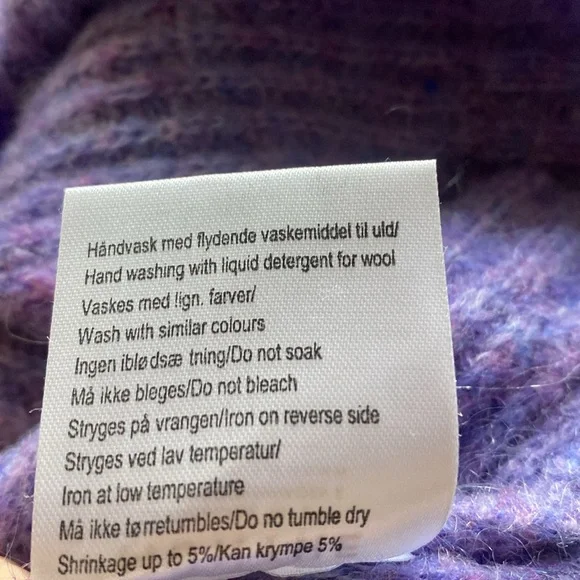 Håndvask med flydende vaskemiddel til uld/
Hand washing with liquid detergent for wool
Vaskes med lign. farver/
Wash with similar colours
Ingen iblødsæ tning/Do not soak
Må ikke bleges/Do not bleach
Stryges på vrangen/Iron on reverse side
Stryges ved lav temperatur/
Iron at low temperature
Må ikke tørretumbles/Do no tumble dry
Shrinkage up to 5%/Kan krympe 5%